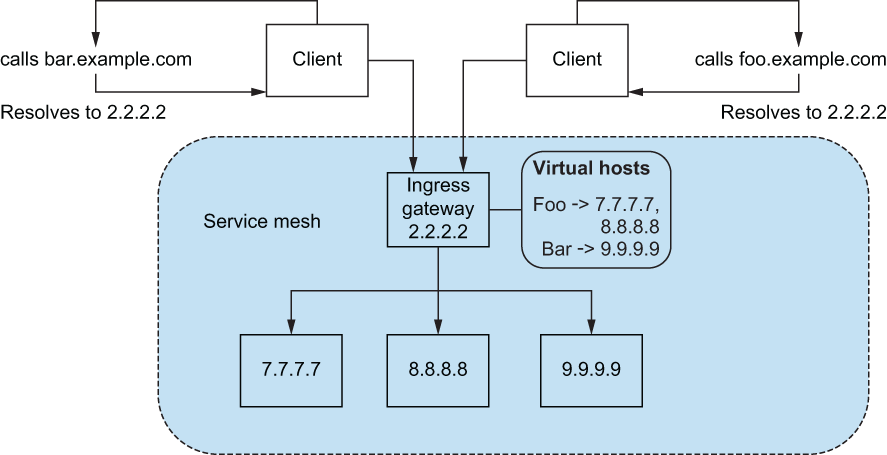 calls bar.example.com
Client
Client
calls foo.example.com
Resolves to 2.2.2.2
Resolves to 2.2.2.2
Service mesh
Ingress
gateway
2.2.2.2
Virtual hosts
Foo -> 7.7.7.7,
8.8.8.8
Bar -> 9.9.9.9
7.7.7.7
8.8.8.8
9.9.9.9